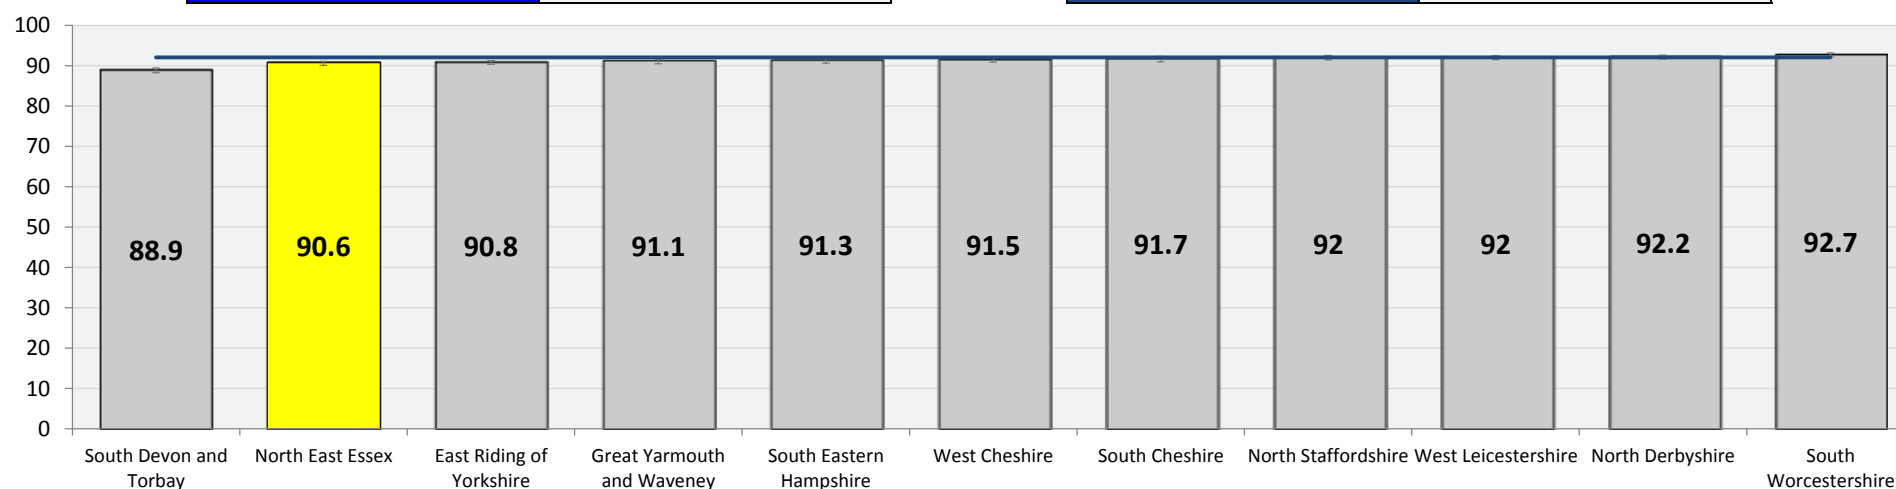 100
90
80
70
60
50
40
30
20
10
0
88.9
90.6
90.8
91.1
91.3
91.5
91.7
92
92
92.2
92.7
South Devon and
Torbay
North East Essex
East Riding of
Yorkshire
Great Yarmouth
and Waveney
South Eastern
Hampshire
West Cheshire
South Cheshire
North Staffordshire
West Leicestershire
North Derbyshire
South
Worcestershire